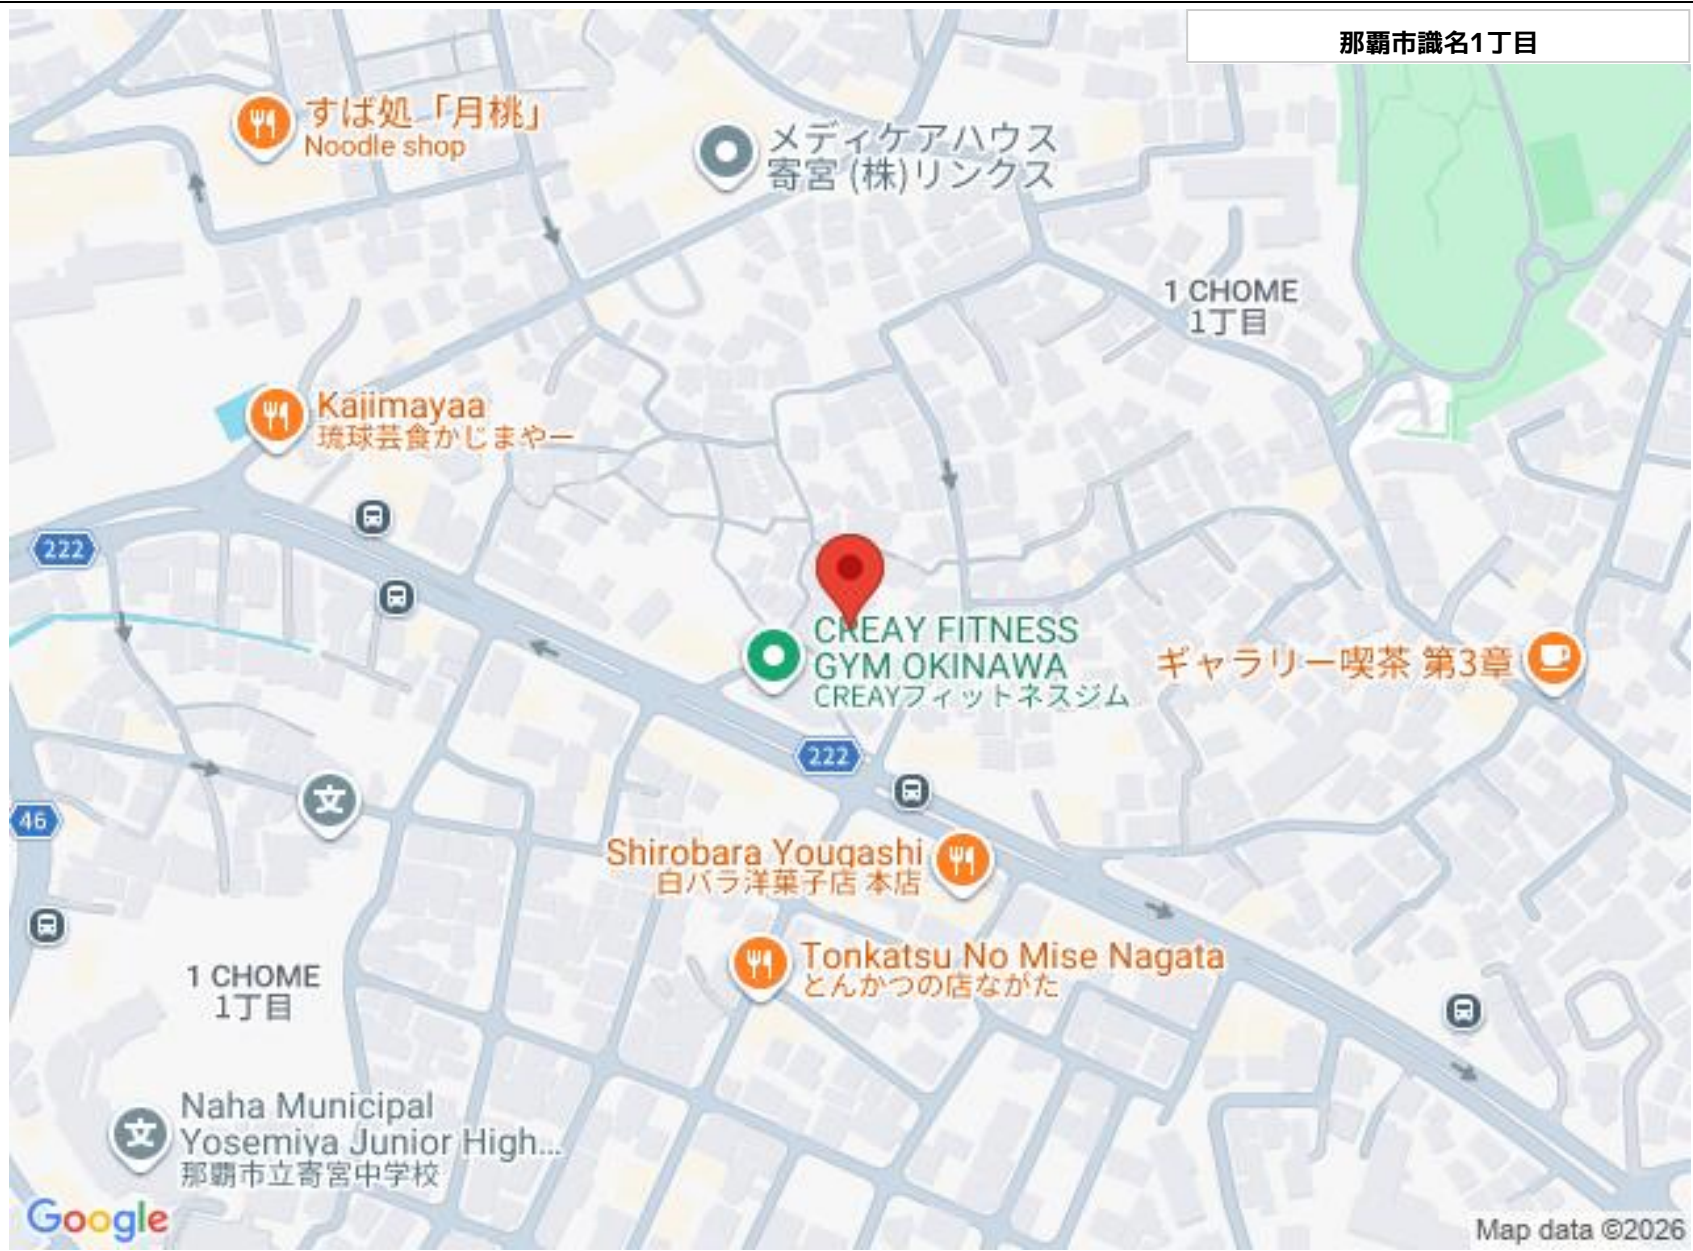 那覇市識名1丁目
すば処「月桃」
Noodle shop
メディケアハウス
寄宮 (株)リンクス
1 CHOME
1丁目
Kajimayaa
琉球芸食かじまやー
222
CREAY FITNESS
GYM OKINAWA
CREAYフィットネスジム
ギャラリー喫茶 第3章
222
文
46
Shirobara Yougashi
白バラ洋菓子店 本店
Tonkatsu No Mise Nagata
とんかつの店ながた
1 CHOME
1丁目
文
Naha Municipal
Yosemiya Junior High...
那覇市立寄宮中学校
Google
Map data ©2026